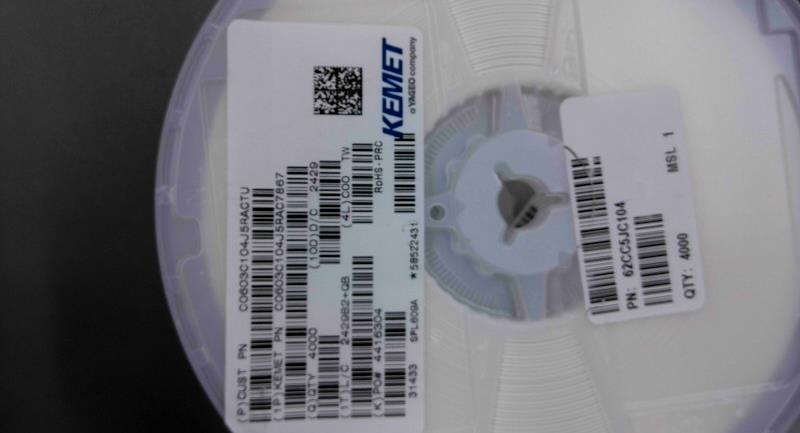 KEMET
a YAGEO company
(P)CUST PN C0603C104J5RACTU
(1P)KEMET PN C0603C104J5RAC7867
(Q)QTY 4000 (10D)D/C 2429
(1T)L/C 242982+QB (4L)COO TW
(K)PO# 4416304 RoHS-PRC
31433 SPL609A *58522431
PN: 62CC5JC104
QTY: 4000 MSL 1